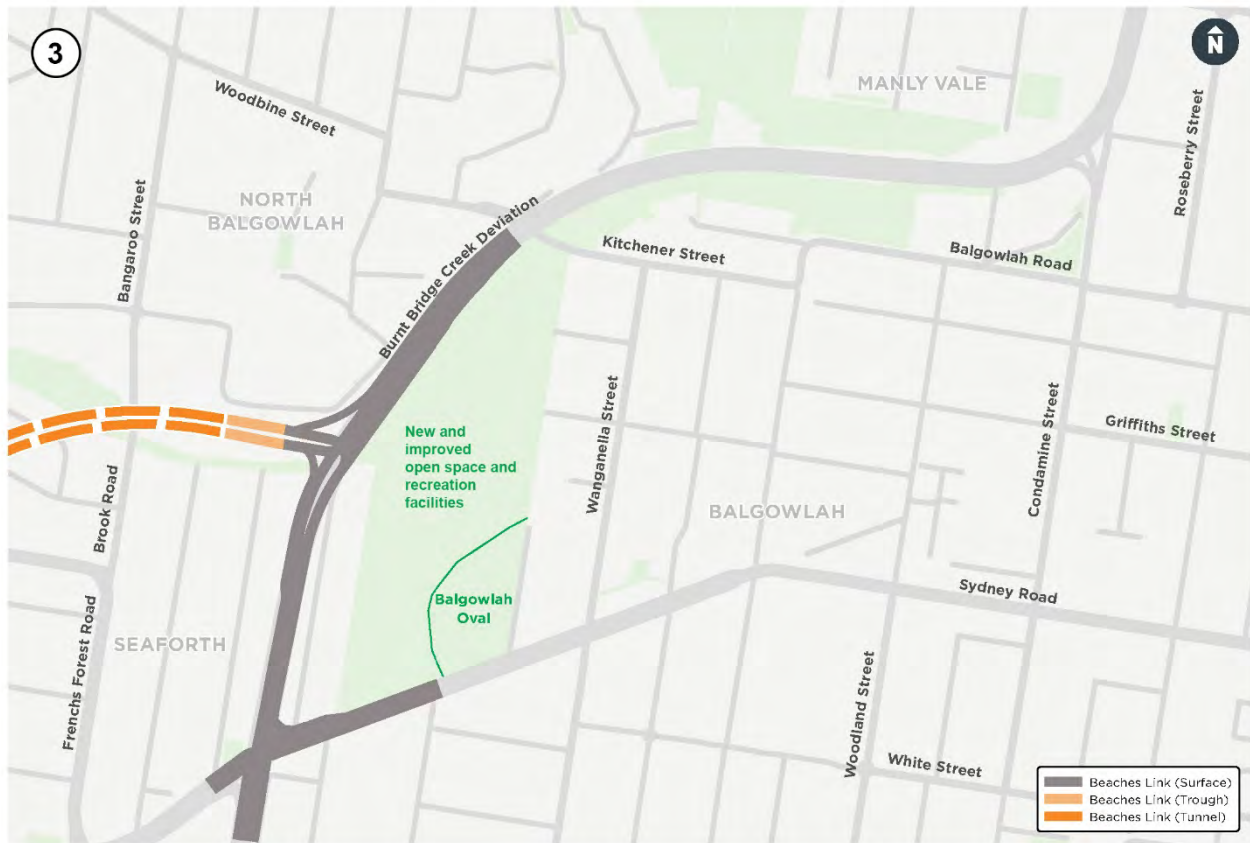 3
N
MANLY VALE
Woodbine Street
Roseberry Street
NORTH
BALGOWLAH
Bangaroo Street
Burnt Bridge Creek Deviation
Kitchener Street
Balgowlah Road
New and
improved
open space and
recreation
facilities
Wanganella Street
Condamine Street
Griffiths Street
Brook Road
BALGOWLAH
Balgowlah
Oval
Sydney Road
SEAFORTH
Frenchs Forest Road
Woodland Street
White Street
Beaches Link (Surface)
Beaches Link (Trough)
Beaches Link (Tunnel)